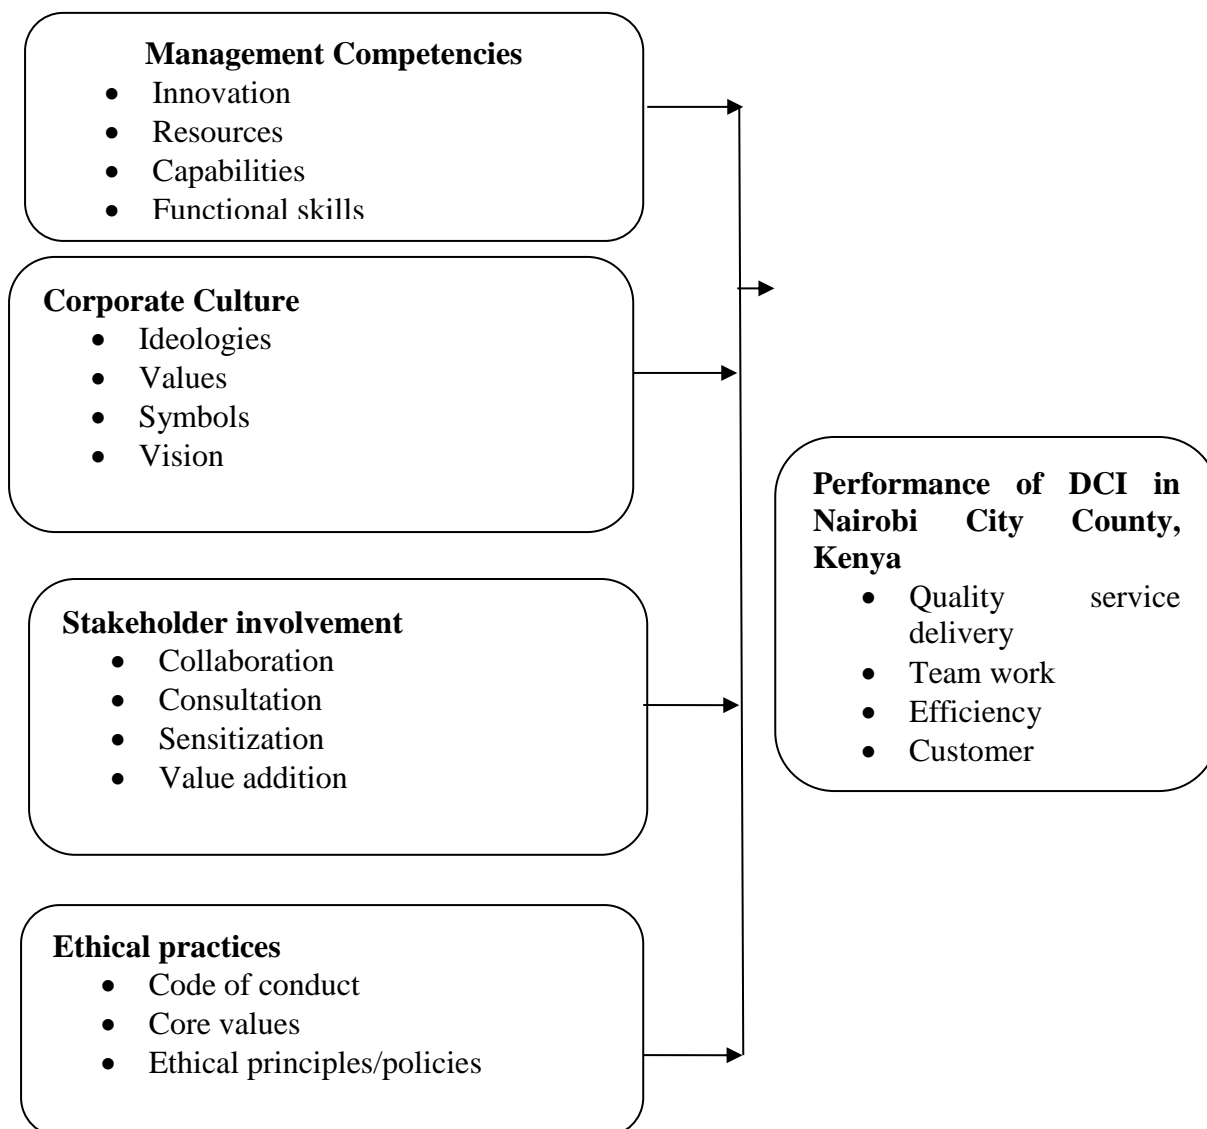 Management Competencies
• Innovation
• Resources
• Capabilities
• Functional skills
Corporate Culture
• Ideologies
• Values
• Symbols
• Vision
Stakeholder involvement
• Collaboration
• Consultation
• Sensitization
• Value addition
Ethical practices
• Code of conduct
• Core values
• Ethical principles/policies
Performance of DCI in
Nairobi City County,
Kenya
• Quality service
delivery
• Team work
• Efficiency
• Customer